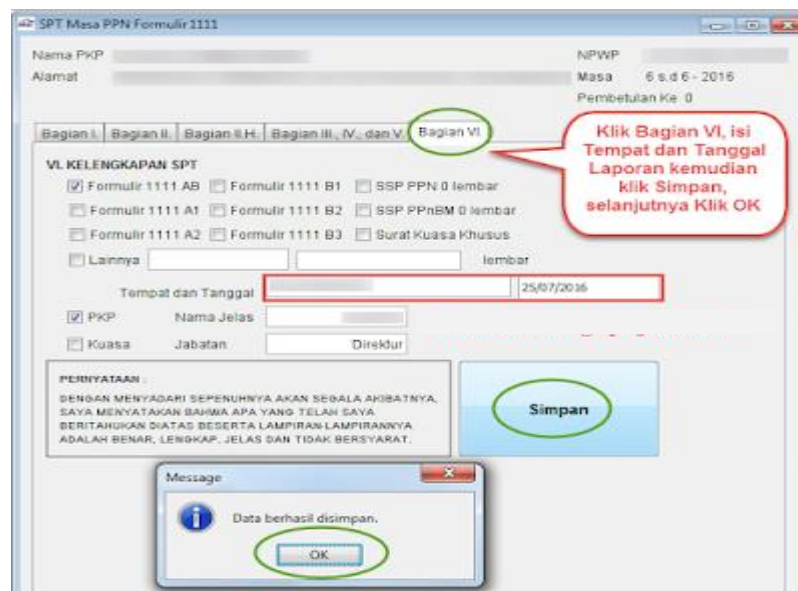 SPT Masa PPN Formulir 1111
Nama PKP
NPWP
Alamat
Masa 6 s.d 6 - 2016
Pembetulan Ke 0
Bagian I. Bagian II. Bagian II.H. Bagian III., IV., dan V. Bagian VI.
Klik Bagian VI, isi
Tempat dan Tanggal
Laporan kemudian
klik Simpan,
selanjutnya Klik OK
VI. KELENGKAPAN SPT
Formulir 1111 AB Formulir 1111 B1 SSP PPN 0 lembar
Formulir 1111 A1 Formulir 1111 B2 SSP PPnBM 0 lembar
Formulir 1111 A2 Formulir 1111 B3 Surat Kuasa Khusus
Lainnya lembar
Tempat dan Tanggal 25/07/2016
PKP Nama Jelas
Kuasa Jabatan Direktur
PERNYATAAN :
DENGAN MENYADARI SEPENUHNYA AKAN SEGALA AKIBATNYA,
SAYA MENYATAKAN BAHWA APA YANG TELAH SAYA
BERITAHUKAN DIATAS BESERTA LAMPIRAN-LAMPIRANNYA
ADALAH BENAR, LENGKAP, JELAS DAN TIDAK BERSYARAT.
Simpan
Message
Data berhasil disimpan.
OK